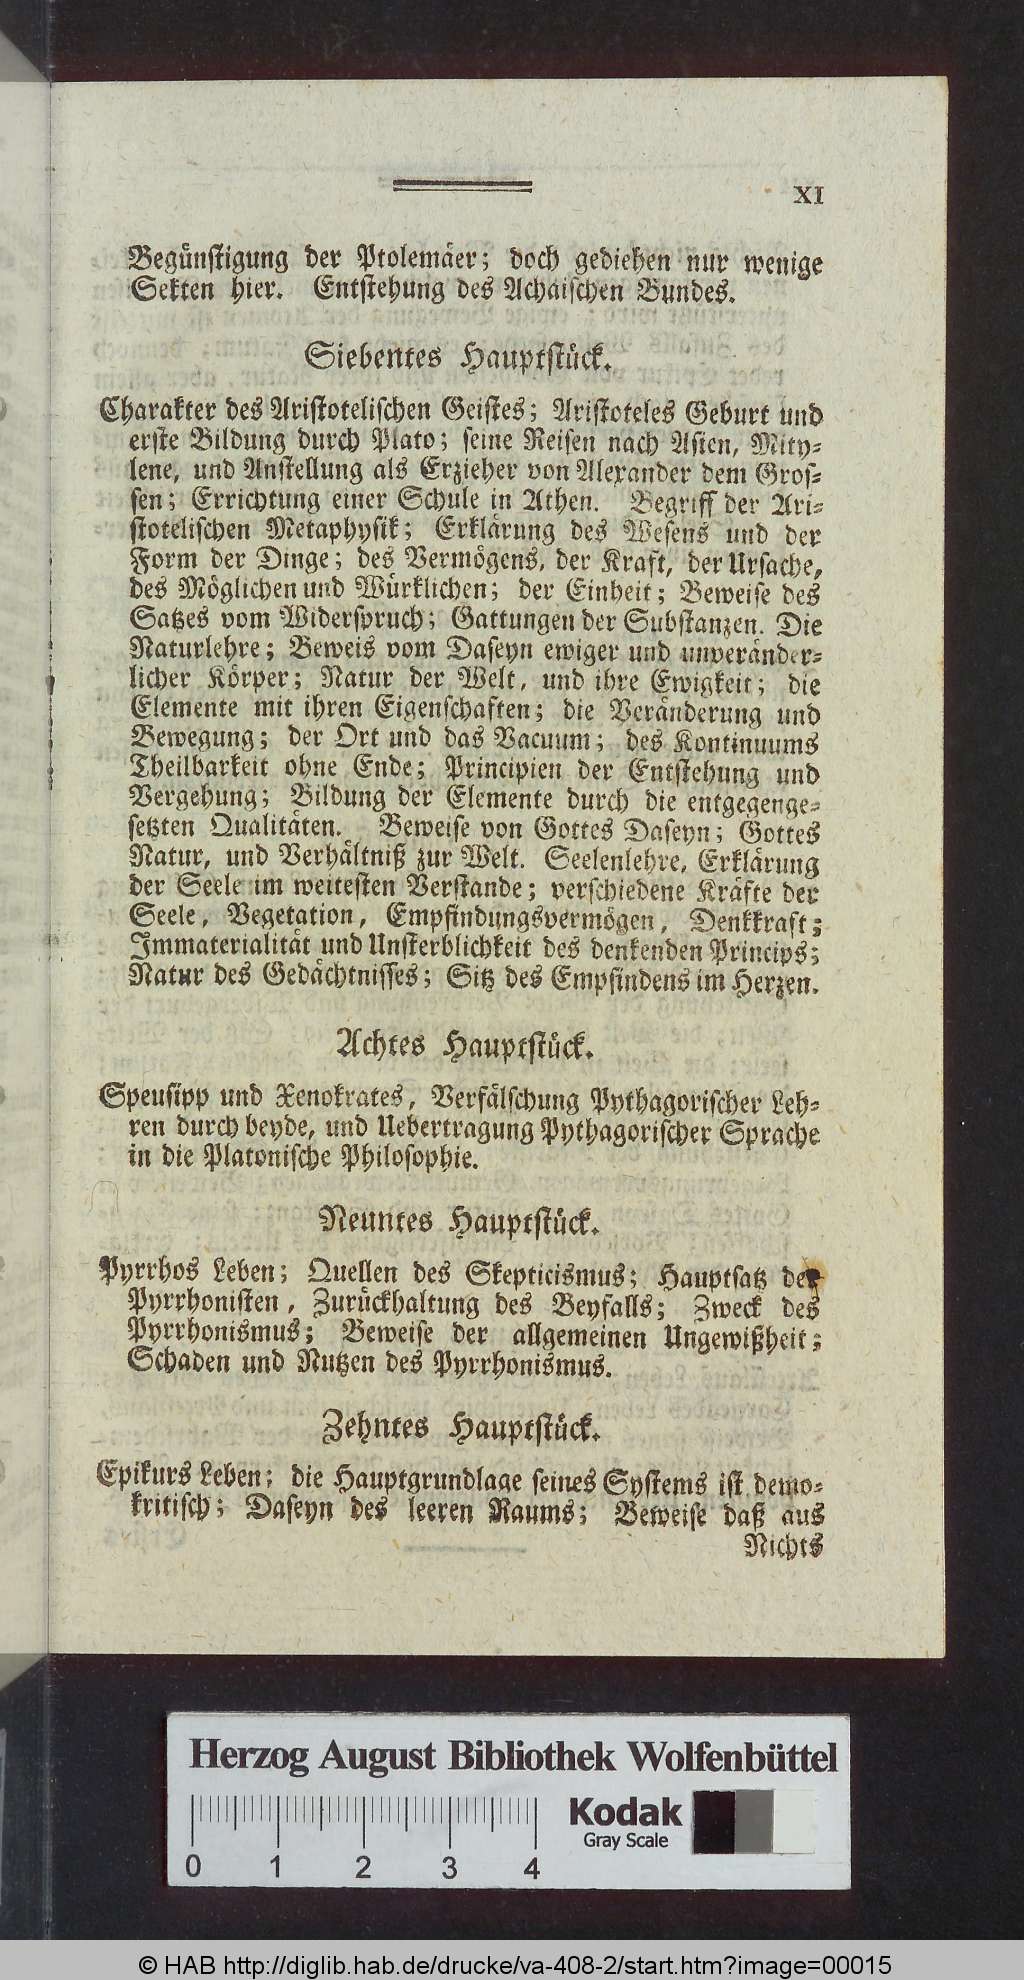 XI
Begünstigung der Ptolemäer; doch gediehen nur wenige
Sekten hier. Entstehung des Achaischen Bundes.
Siebentes Hauptstück.
Charakter des Aristotelischen Geistes; Aristoteles Geburt und
erste Bildung durch Plato; seine Reisen nach Asien, Mity-
lene, und Anstellung als Erzieher von Alexander dem Gros-
sen; Errichtung einer Schule in Athen. Begriff der Ari-
stotelischen Metaphysik; Erklärung des Wesens und der
Form der Dinge; des Vermögens, der Kraft, der Ursache,
des Möglichen und Würklichen; der Einheit; Beweise des
Satzes vom Widerspruch; Gattungen der Substanzen. Die
Naturlehre; Beweis vom Daseyn ewiger und unveränder-
licher Körper; Natur der Welt, und ihre Ewigkeit; die
Elemente mit ihren Eigenschaften; die Veränderung und
Bewegung; der Ort und das Vacuum; des Kontinuums
Theilbarkeit ohne Ende; Principien der Entstehung und
Vergehung; Bildung der Elemente durch die entgegenge-
setzten Qualitäten. Beweise von Gottes Daseyn; Gottes
Natur, und Verhältniß zur Welt. Seelenlehre, Erklärung
der Seele im weitesten Verstande; verschiedene Kräfte der
Seele, Vegetation, Empfindungsvermögen, Denkkraft;
Immaterialität und Unsterblichkeit des denkenden Princips;
Natur des Gedächtnisses; Sitz des Empfindens im Herzen.
Achtes Hauptstück.
Speusipp und Xenokrates, Verfälschung Pythagorischer Leh-
ren durch beyde, und Uebertragung Pythagorischer Sprache
in die Platonische Philosophie.
Neuntes Hauptstück.
Pyrrhos Leben; Quellen des Skepticismus; Hauptsatz der
Pyrrhonisten, Zurückhaltung des Beyfalls; Zweck des
Pyrrhonismus; Beweise der allgemeinen Ungewißheit;
Schaden und Nutzen des Pyrrhonismus.
Zehntes Hauptstück.
Epikurs Leben; die Hauptgrundlage seines Systems ist demo-
kritisch; Daseyn des leeren Raums; Beweise daß aus
Nichts
Herzog August Bibliothek Wolfenbüttel
Kodak
Gray Scale
0 1 2 3 4
© HAB http://diglib.hab.de/drucke/va-408-2/start.htm?image=00015